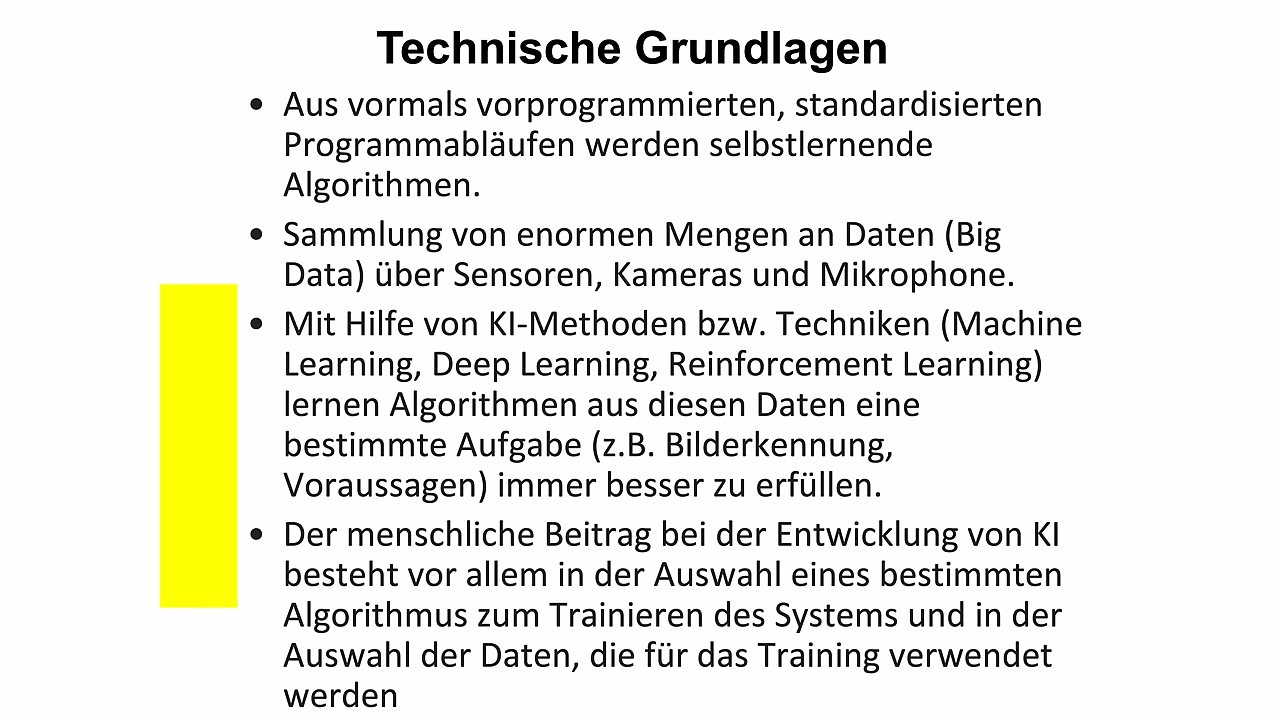 Technische Grundlagen
• Aus vormals vorprogrammierten, standardisierten
Programmabläufen werden selbstlernende
Algorithmen.
• Sammlung von enormen Mengen an Daten (Big
Data) über Sensoren, Kameras und Mikrophone.
• Mit Hilfe von KI-Methoden bzw. Techniken (Machine
Learning, Deep Learning, Reinforcement Learning)
lernen Algorithmen aus diesen Daten eine
bestimmte Aufgabe (z.B. Bilderkennung,
Voraussagen) immer besser zu erfüllen.
• Der menschliche Beitrag bei der Entwicklung von KI
besteht vor allem in der Auswahl eines bestimmten
Algorithmus zum Trainieren des Systems und in der
Auswahl der Daten, die für das Training verwendet
werden